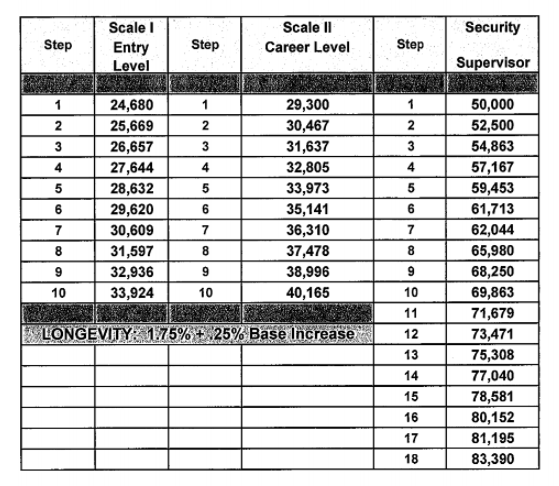 Step Scale I Entry Level Step Scale II Career Level Step Security Supervisor
1 24,680 1 29,300 1 50,000
2 25,669 2 30,467 2 52,500
3 26,657 3 31,637 3 54,863
4 27,644 4 32,805 4 57,167
5 28,632 5 33,973 5 59,453
6 29,620 6 35,141 6 61,713
7 30,609 7 36,310 7 62,044
8 31,597 8 37,478 8 65,980
9 32,936 9 38,996 9 68,250
10 33,924 10 40,165 10 69,863
11 71,679
LONGEVITY: 1.75% + .25% Base Increase 12 73,471
13 75,308
14 77,040
15 78,581
16 80,152
17 81,195
18 83,390